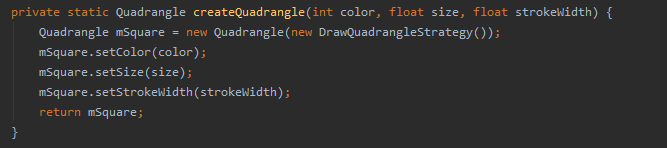 private static Quadrangle createQuadrangle(int color, float size, float strokeWidth) {
    Quadrangle mSquare = new Quadrangle(new DrawQuadrangleStrategy());
    mSquare.setColor(color);
    mSquare.setSize(size);
    mSquare.setStrokeWidth(strokeWidth);
    return mSquare;
}